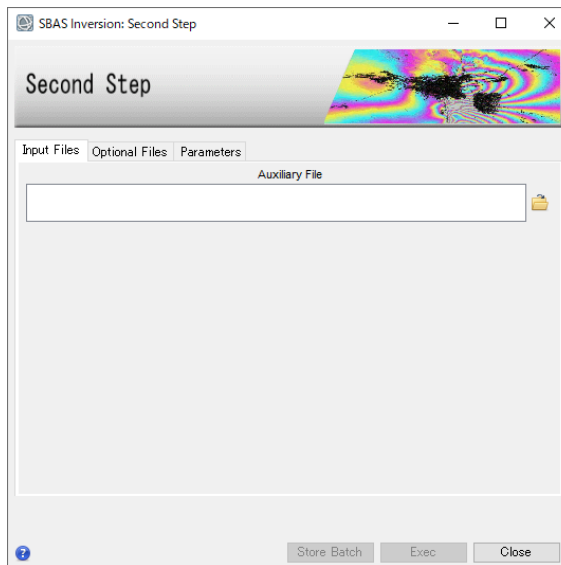 SBAS Inversion: Second Step
Second Step
Input Files Optional Files Parameters
Auxiliary File
Store Batch Exec Close